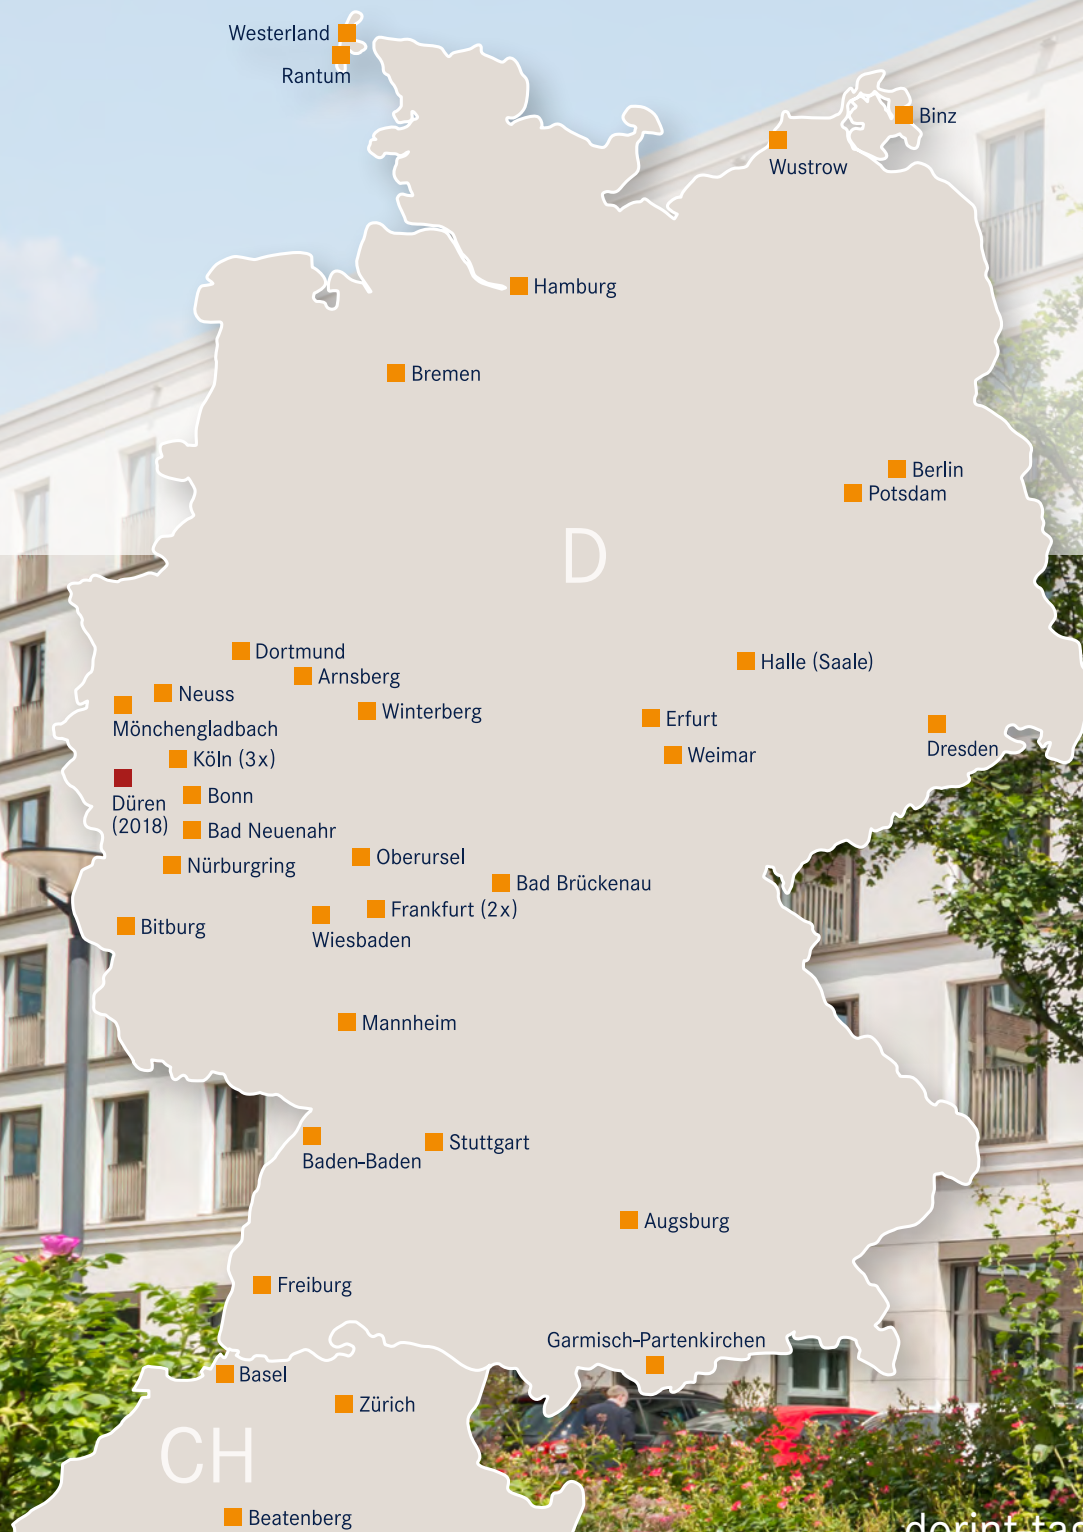 Westerland
Rantum
Binz
Wustrow
Hamburg
Bremen
Berlin
Potsdam
D
Dortmund
Arnsberg
Halle (Saale)
Neuss
Winterberg
Mönchengladbach
Erfurt
Dresden
Köln (3x)
Weimar
Düren
(2018)
Bonn
Bad Neuenahr
Nürburgring
Oberursel
Bad Brückenau
Frankfurt (2x)
Bitburg
Wiesbaden
Mannheim
Baden-Baden
Stuttgart
Augsburg
Freiburg
Garmisch-Partenkirchen
Basel
Zürich
CH
Beatenberg